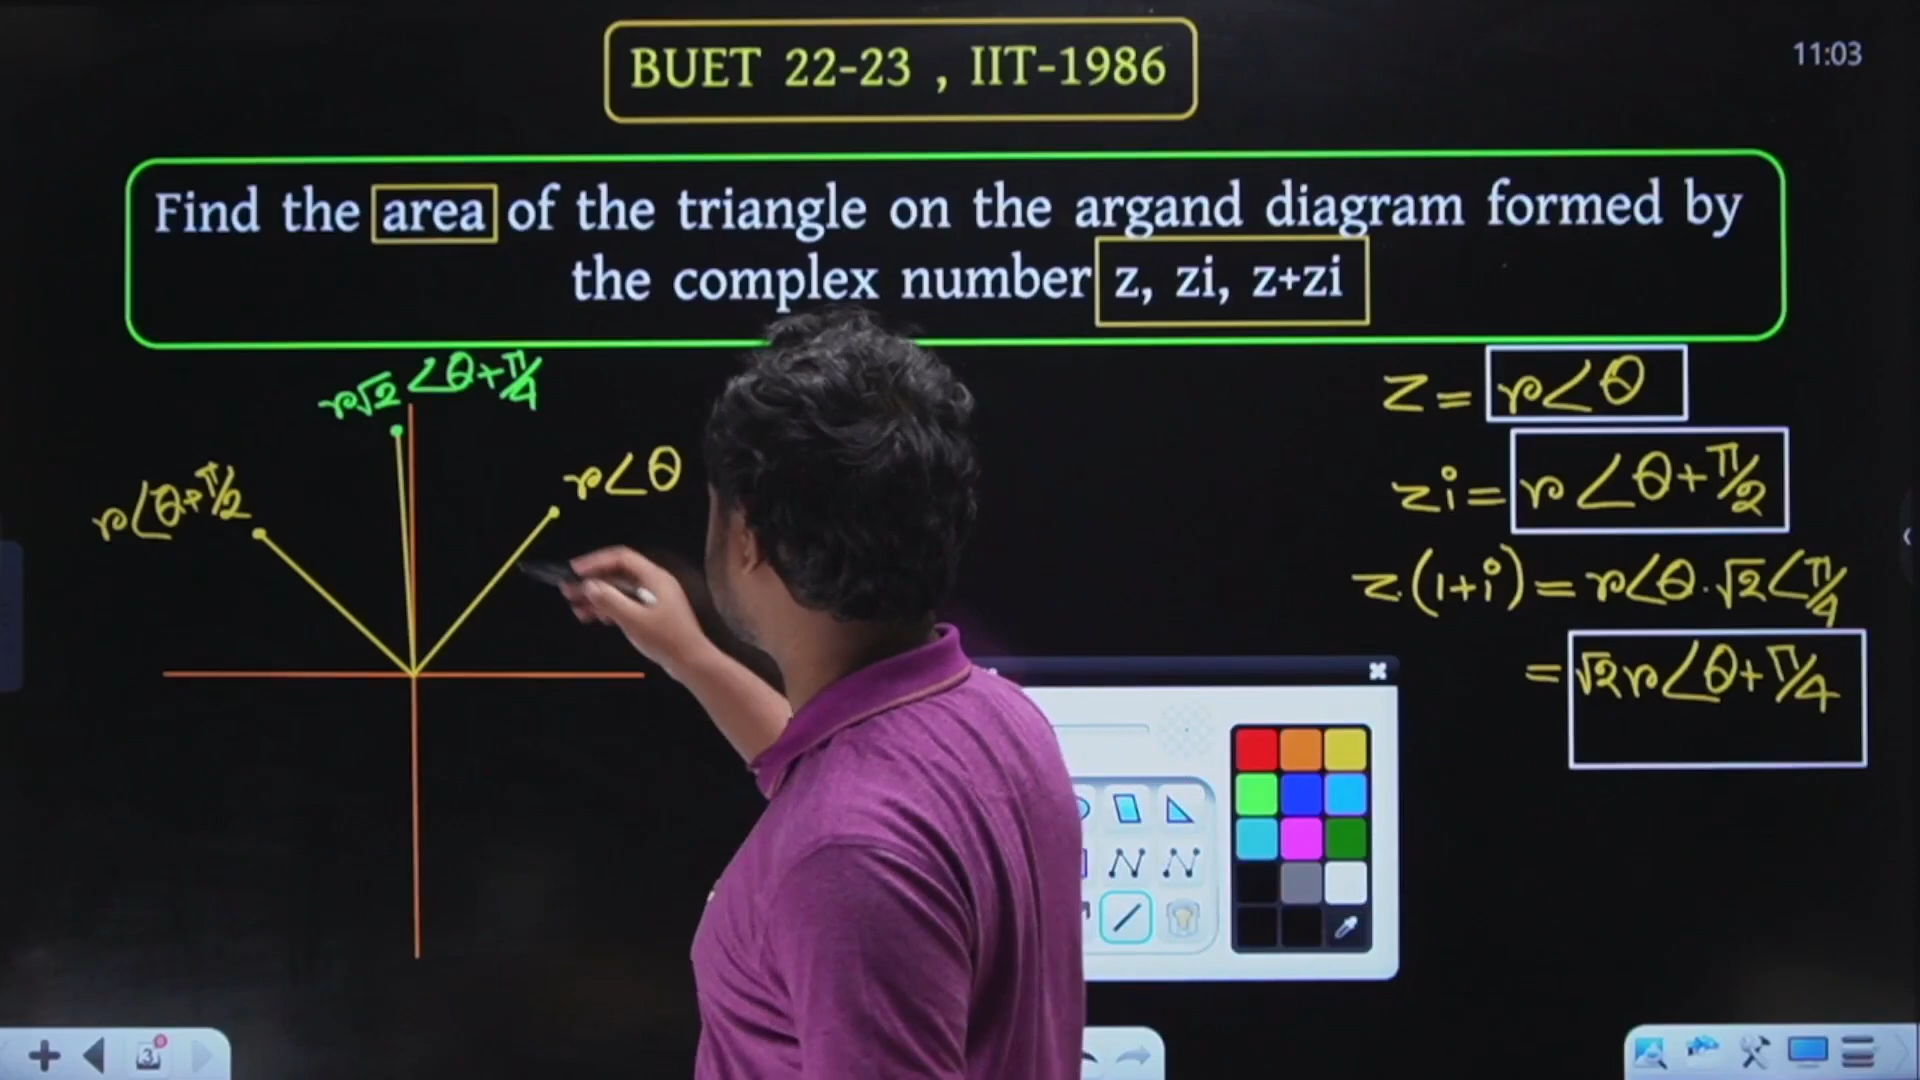 BUET 22-23 , IIT-1986
11:03
Find the area of the triangle on the argand diagram formed by
the complex number z, zi, z+zi
r√2 ∠θ+π/4
r∠θ+π/2
r∠θ
z = r∠θ
zi = r∠θ+π/2
z.(1+i) = r∠θ.√2∠π/4
= √2r∠θ+π/4
3